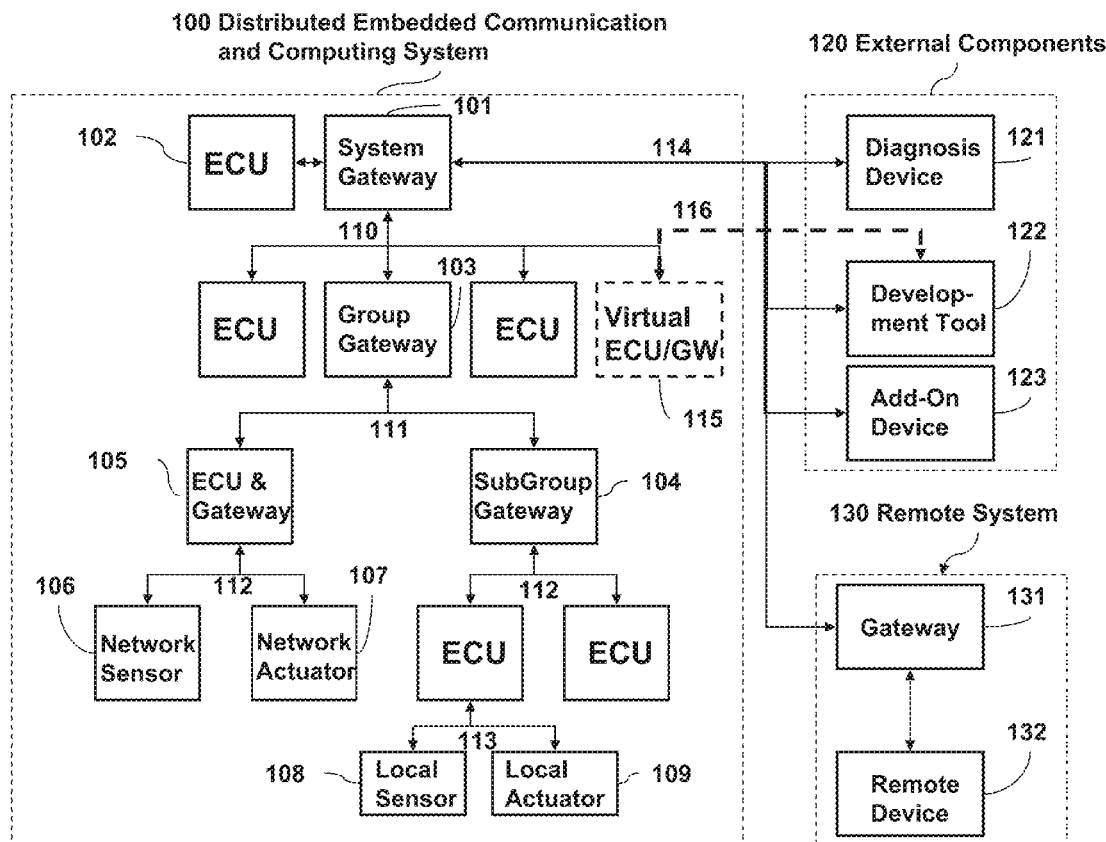 100 Distributed Embedded Communication
and Computing System
120 External Components
101
102
ECU
System
Gateway
114
Diagnosis
Device
121
116
110
103
122
ECU
Group
Gateway
ECU
Virtual
ECU/GW
Develop-
ment Tool
115
Add-On
Device
123
111
105
ECU &
Gateway
SubGroup
Gateway
104
130 Remote System
106
112
107
112
131
Network
Sensor
Network
Actuator
ECU
ECU
Gateway
113
132
108
Local
Sensor
Local
Actuator
109
Remote
Device